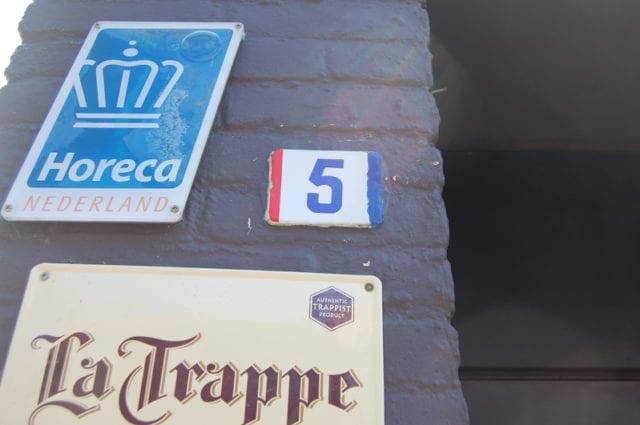 Horeca
NEDERLAND
5
AUTHENTIC
TRAPPIST
PRODUCT
La Trappe